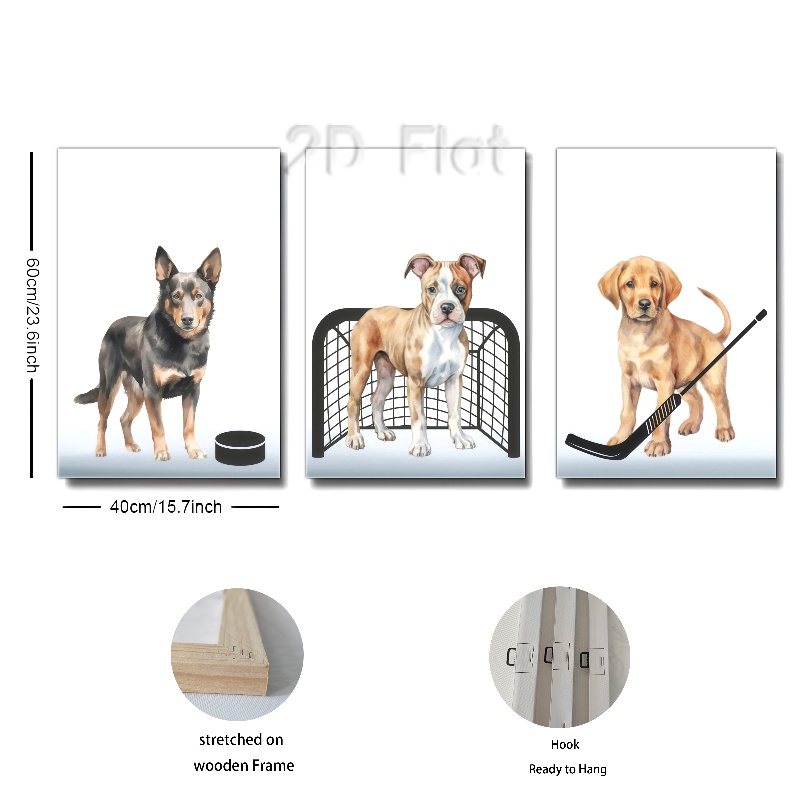 2D Flat
60cm/23.6inch
40cm/15.7inch
stretched on
wooden Frame
Hook
Ready to Hang